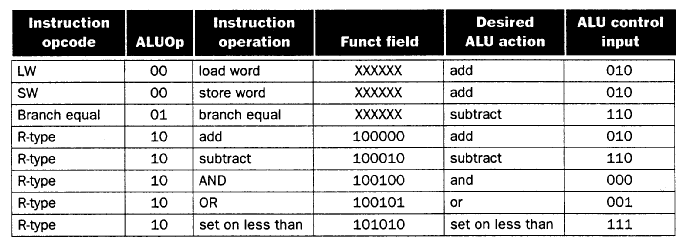 Instruction opcode | ALUOp | Instruction operation | Funct field | Desired ALU action | ALU control input
LW | 00 | load word | XXXXXX | add | 010
SW | 00 | store word | XXXXXX | add | 010
Branch equal | 01 | branch equal | XXXXXX | subtract | 110
R-type | 10 | add | 100000 | add | 010
R-type | 10 | subtract | 100010 | subtract | 110
R-type | 10 | AND | 100100 | and | 000
R-type | 10 | OR | 100101 | or | 001
R-type | 10 | set on less than | 101010 | set on less than | 111